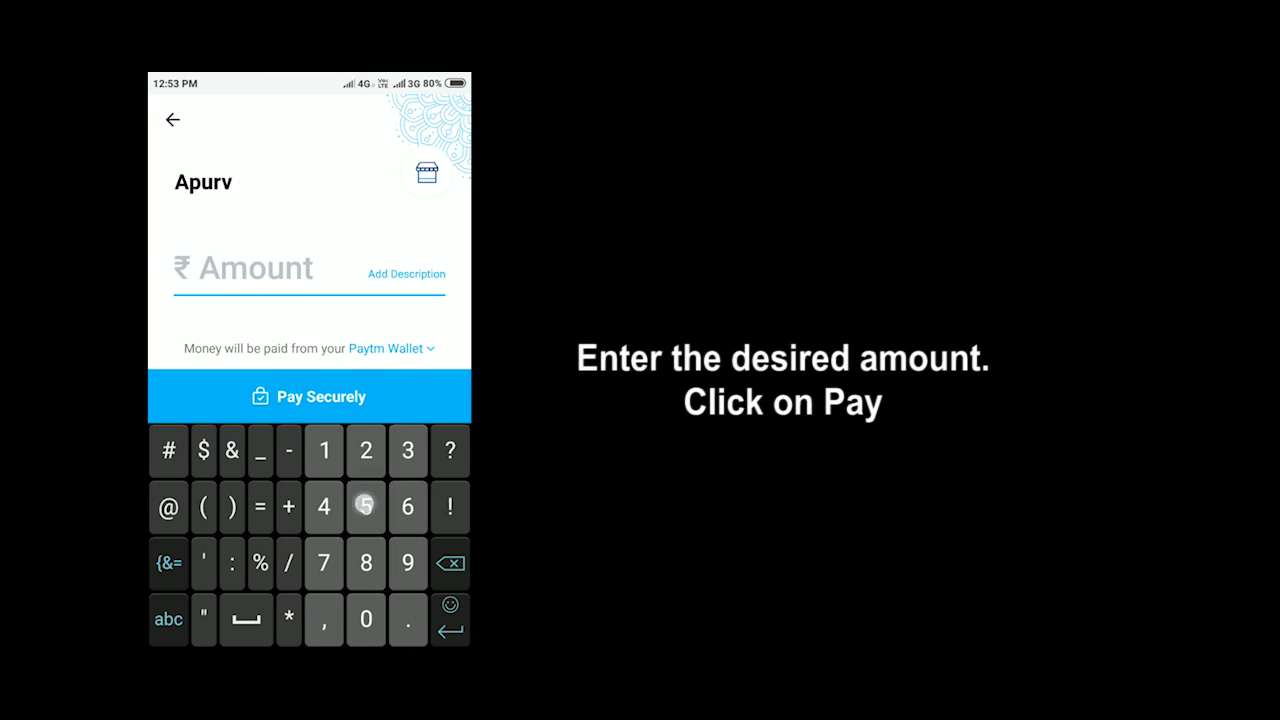 12:53 PM 4G VoLTE 3G 80%
Apurv
₹ Amount Add Description
Money will be paid from your Paytm Wallet
Pay Securely
# $ & _ - 1 2 3 ?
@ ( ) = + 4 5 6 !
{&= ' : % / 7 8 9
abc " * , 0 .
Enter the desired amount.
Click on Pay